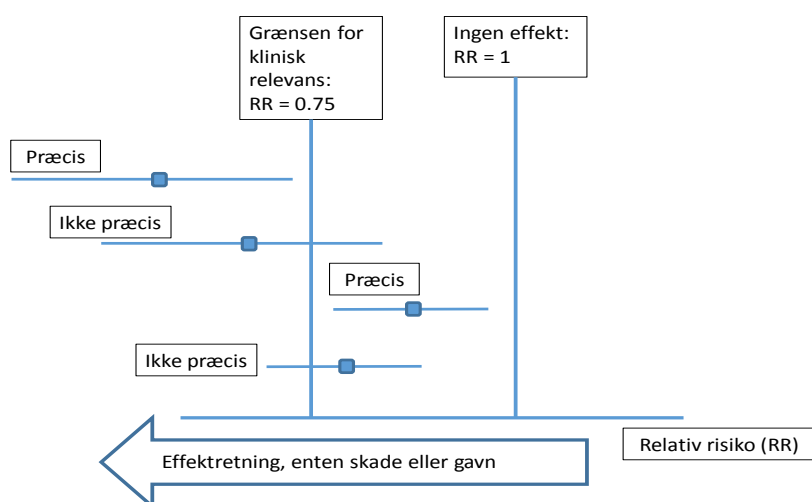 Grænsen for
klinisk
relevans:
RR = 0.75
Ingen effekt:
RR = 1
Præcis
Ikke præcis
Præcis
Ikke præcis
Relativ risiko (RR)
Effektretning, enten skade eller gavn